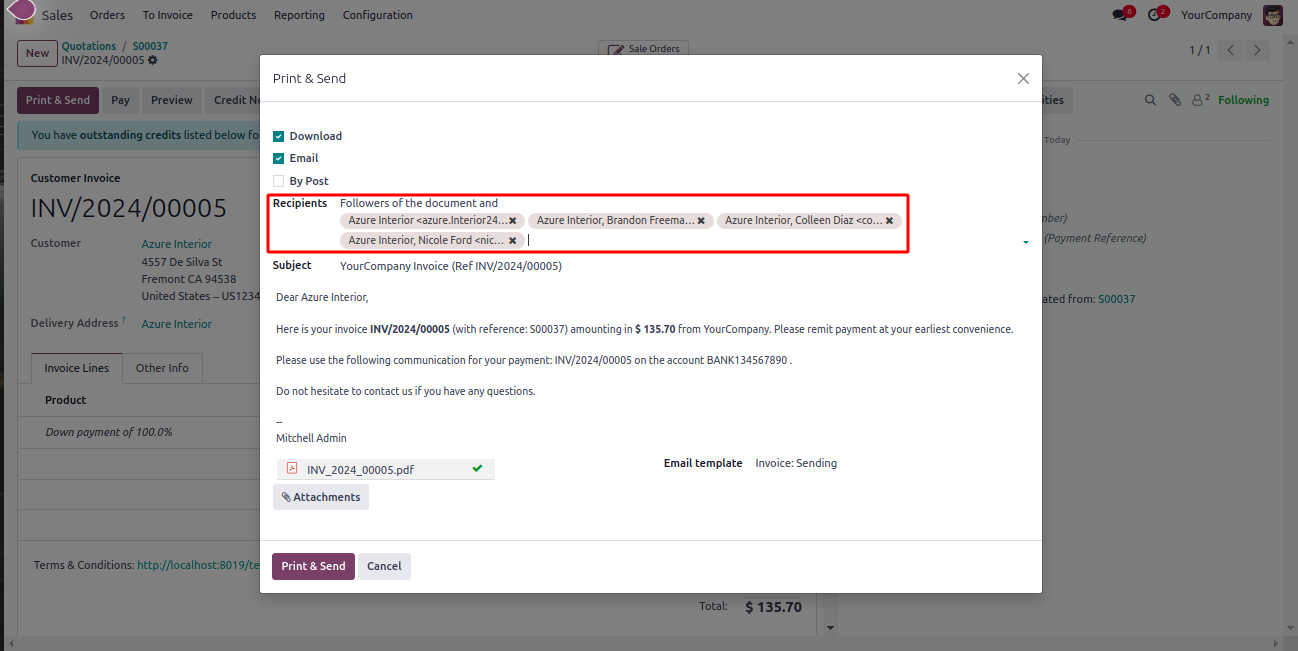 Sales Orders To Invoice Products Reporting Configuration 6 2 YourCompany
New Quotations / S00037
INV/2024/00005
Sale Orders
1 / 1
Print & Send Pay Preview Credit No
ities 2 Following
You have outstanding credits listed below fo
Today
Customer Invoice
INV/2024/00005
Customer Azure Interior
4557 De Silva St
Fremont CA 94538
United States – US1234
Delivery Address ? Azure Interior
Invoice Lines Other Info
Product
Down payment of 100.0%
Terms & Conditions: http://localhost:8019/te
Total: $ 135.70
mber)
(Payment Reference)
ated from: S00037
Print & Send
Download
Email
By Post
Recipients Followers of the document and
Azure Interior <azure.Interior24... Azure Interior, Brandon Freema... Azure Interior, Colleen Diaz <co...
Azure Interior, Nicole Ford <nic...
Subject YourCompany Invoice (Ref INV/2024/00005)
Dear Azure Interior,
Here is your invoice INV/2024/00005 (with reference: S00037) amounting in $ 135.70 from YourCompany. Please remit payment at your earliest convenience.
Please use the following communication for your payment: INV/2024/00005 on the account BANK134567890 .
Do not hesitate to contact us if you have any questions.
--
Mitchell Admin
INV_2024_00005.pdf
Email template Invoice: Sending
Attachments
Print & Send Cancel